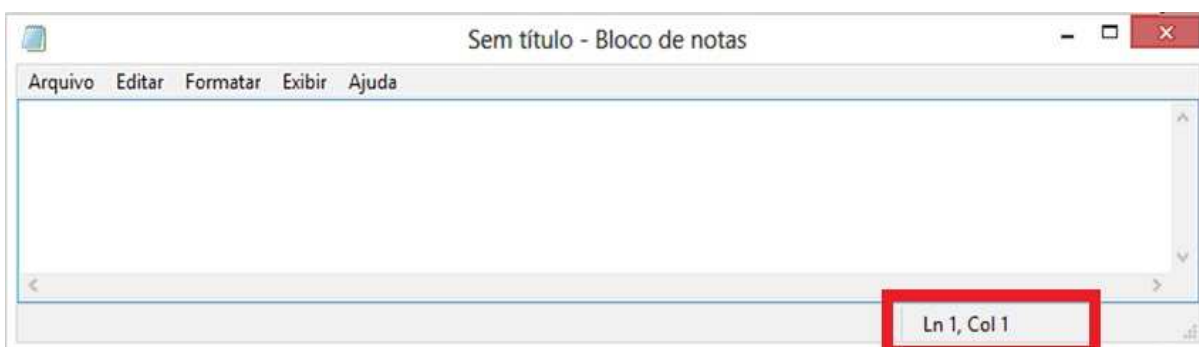 Sem título - Bloco de notas
Arquivo Editar Formatar Exibir Ajuda
Ln 1, Col 1